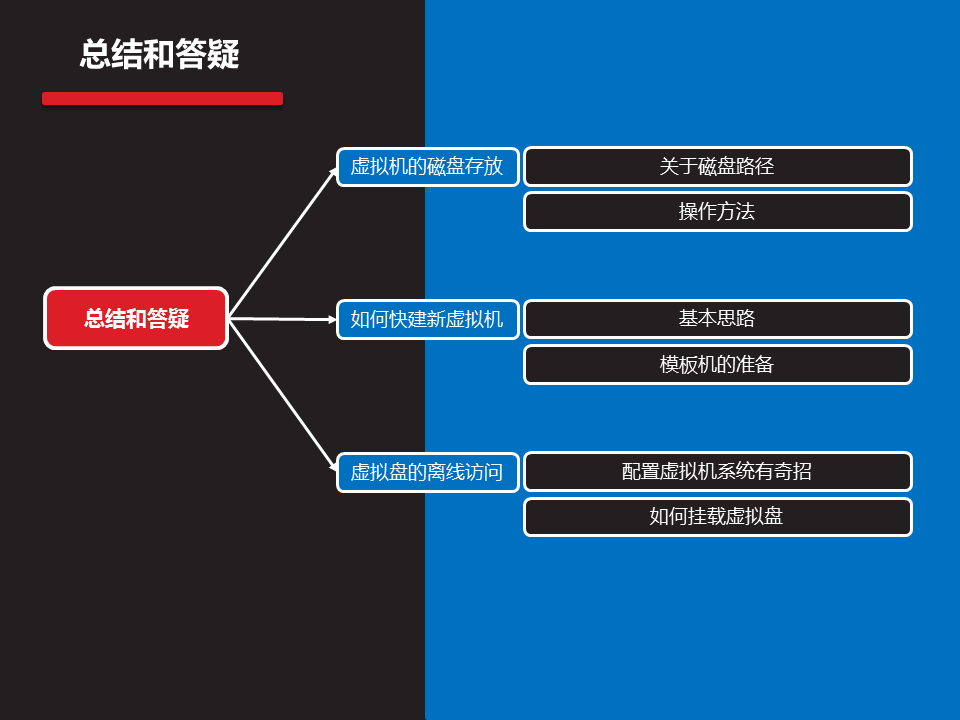 总结和答疑
虚拟机的磁盘存放
关于磁盘路径
操作方法
总结和答疑
如何快建新虚拟机
基本思路
模板机的准备
虚拟盘的离线访问
配置虚拟机系统有奇招
如何挂载虚拟盘